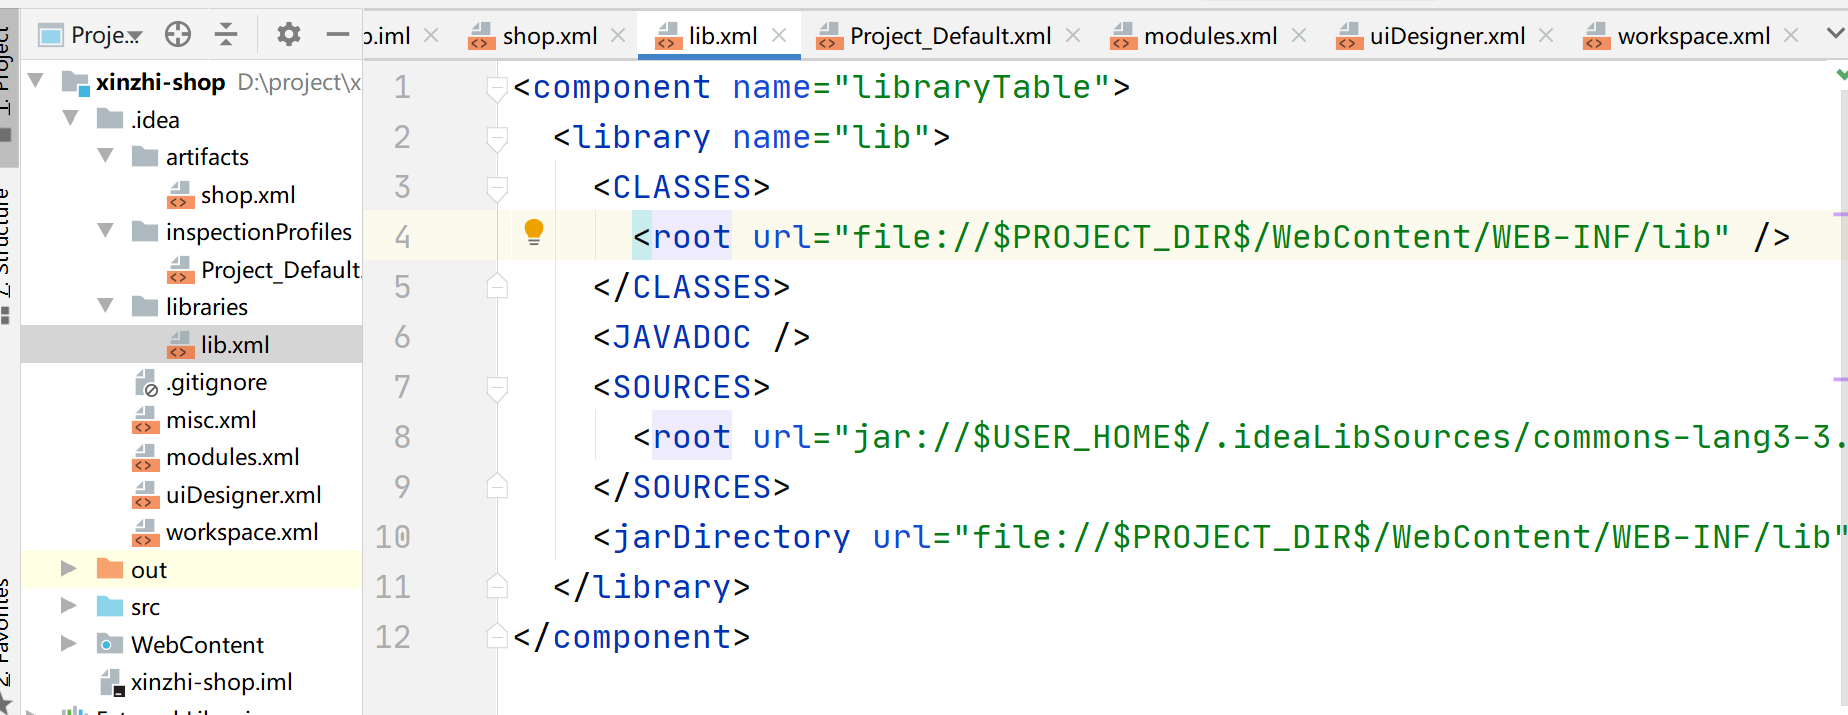 Proje...
b.iml
shop.xml
lib.xml
Project_Default.xml
modules.xml
uiDesigner.xml
workspace.xml
1: Project
7: Structure
2: Favorites
xinzhi-shop D:\project\x
.idea
artifacts
shop.xml
inspectionProfiles
Project_Default.
libraries
lib.xml
.gitignore
misc.xml
modules.xml
uiDesigner.xml
workspace.xml
out
src
WebContent
xinzhi-shop.iml
1 <component name="libraryTable">
2 <library name="lib">
3 <CLASSES>
4 <root url="file://$PROJECT_DIR$/WebContent/WEB-INF/lib" />
5 </CLASSES>
6 <JAVADOC />
7 <SOURCES>
8 <root url="jar://$USER_HOME$/.ideaLibSources/commons-lang3-3.
9 </SOURCES>
10 <jarDirectory url="file://$PROJECT_DIR$/WebContent/WEB-INF/lib"
11 </library>
12 </component>